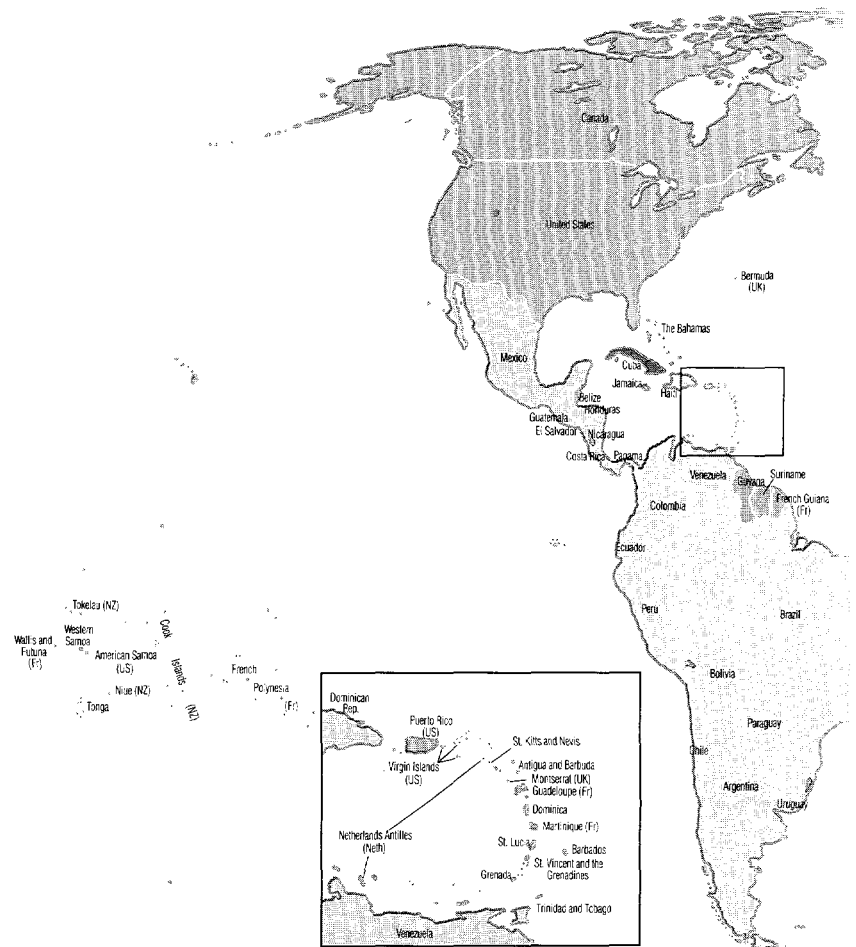 Canada
United States
Bermuda
(UK)
The Bahamas
Mexico
Cuba
Jamaica
Haiti
Belize
Honduras
Guatemala
El Salvador
Nicaragua
Costa Rica
Panama
Venezuela
Guyana
Suriname
French Guiana
(Fr)
Colombia
Ecuador
Peru
Brazil
Tokelau (NZ)
Western
Samoa
Wallis and
Futuna
(Fr)
American Samoa
(US)
Cook
Islands
(NZ)
Niue (NZ)
Tonga
French
Polynesia
(Fr)
Bolivia
Paraguay
Chile
Argentina
Uruguay
Dominican
Rep.
Puerto Rico
(US)
St. Kitts and Nevis
Virgin Islands
(US)
Antigua and Barbuda
Montserrat (UK)
Guadeloupe (Fr)
Dominica
Martinique (Fr)
Netherlands Antilles
(Neth)
St. Lucia
Barbados
St. Vincent and the
Grenadines
Grenada
Trinidad and Tobago
Venezuela